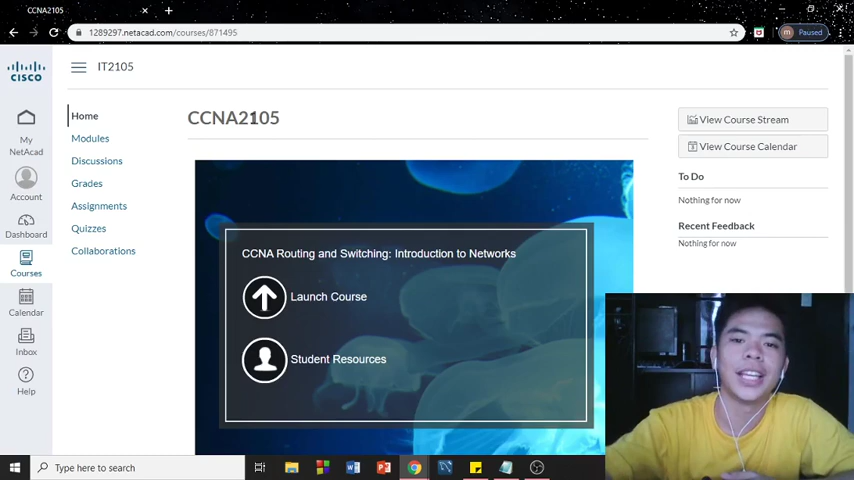 CCNA2105
1289297.netacad.com/courses/871495
Paused
CISCO
IT2105
My
NetAcad
Account
Dashboard
Courses
Calendar
Inbox
Help
Home
Modules
Discussions
Grades
Assignments
Quizzes
Collaborations
CCNA2105
CCNA Routing and Switching: Introduction to Networks
Launch Course
Student Resources
View Course Stream
View Course Calendar
To Do
Nothing for now
Recent Feedback
Nothing for now
Type here to search